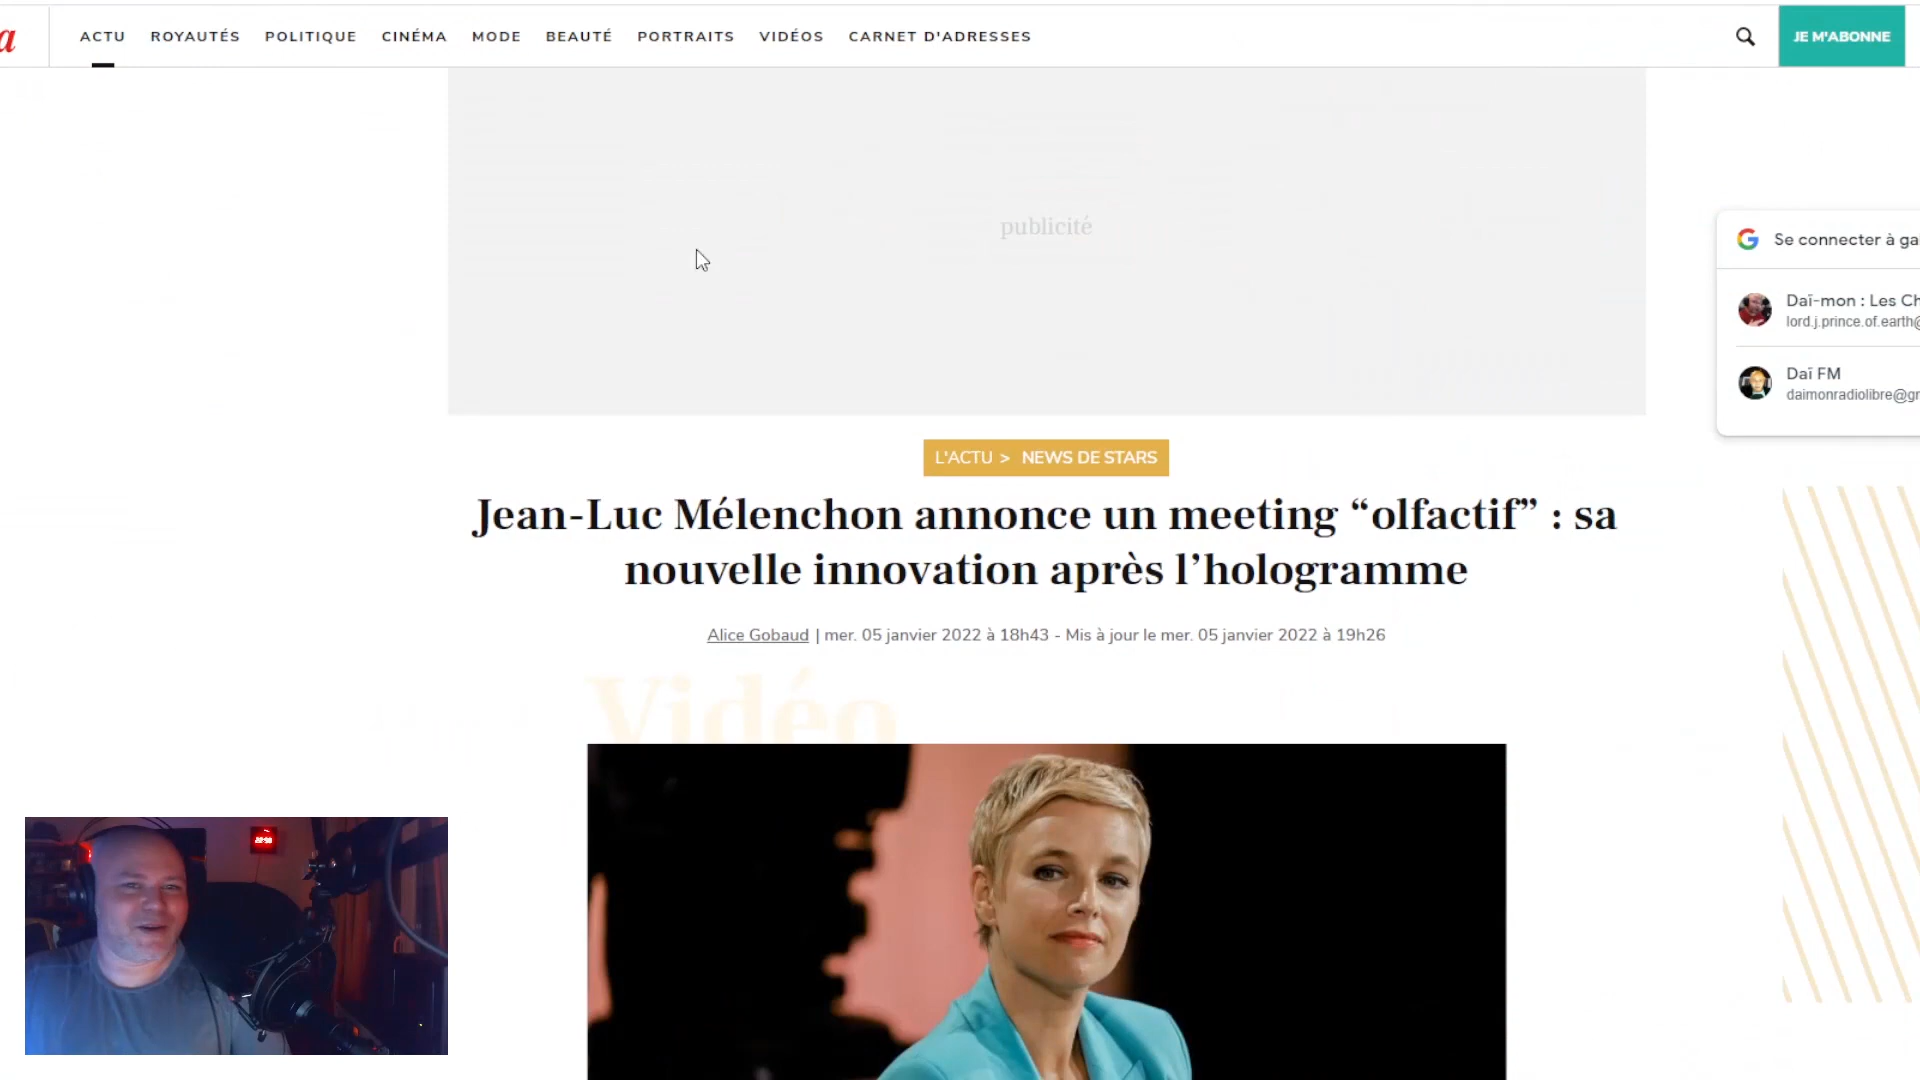 a
ACTU ROYAUTÉS POLITIQUE CINÉMA MODE BEAUTÉ PORTRAITS VIDÉOS CARNET D'ADRESSES
JE M'ABONNE
publicité
Se connecter à ga
Daï-mon : Les Ch
lord.j.prince.of.earth@
Daï FM
daimonradiolibre@gr
L'ACTU > NEWS DE STARS
Jean-Luc Mélenchon annonce un meeting “olfactif” : sa
nouvelle innovation après l’hologramme
Alice Gobaud | mer. 05 janvier 2022 à 18h43 - Mis à jour le mer. 05 janvier 2022 à 19h26
Vidéo